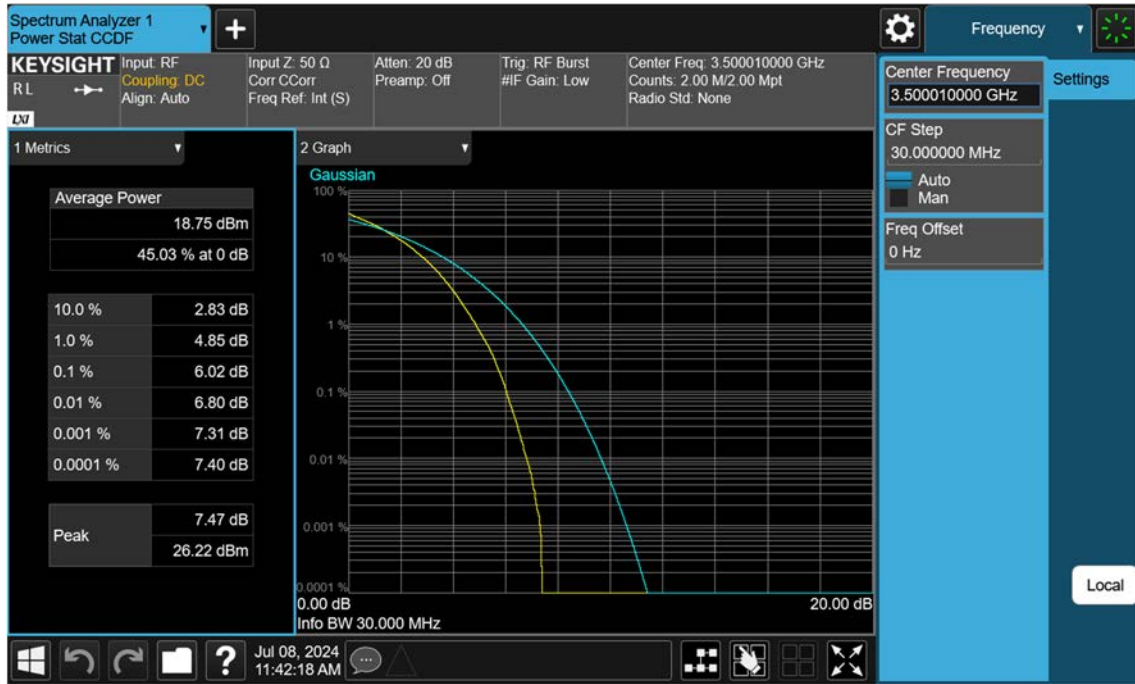 Spectrum Analyzer 1
Power Stat CCDF
Frequency
KEYSIGHT
RL
LXI
Input: RF
Coupling: DC
Align: Auto
Input Z: 50 Ω
Corr CCorr
Freq Ref: Int (S)
Atten: 20 dB
Preamp: Off
Trig: RF Burst
#IF Gain: Low
Center Freq: 3.500010000 GHz
Counts: 2.00 M/2.00 Mpt
Radio Std: None
Center Frequency
3.500010000 GHz
Settings
CF Step
30.000000 MHz
Auto
Man
Freq Offset
0 Hz
Local
1 Metrics
Average Power
18.75 dBm
45.03 % at 0 dB
10.0 % 2.83 dB
1.0 % 4.85 dB
0.1 % 6.02 dB
0.01 % 6.80 dB
0.001 % 7.31 dB
0.0001 % 7.40 dB
Peak
7.47 dB
26.22 dBm
2 Graph
Gaussian
100 %
10 %
1 %
0.1 %
0.01 %
0.001 %
0.0001 %
0.00 dB 20.00 dB
Info BW 30.000 MHz
?
Jul 08, 2024
11:42:18 AM